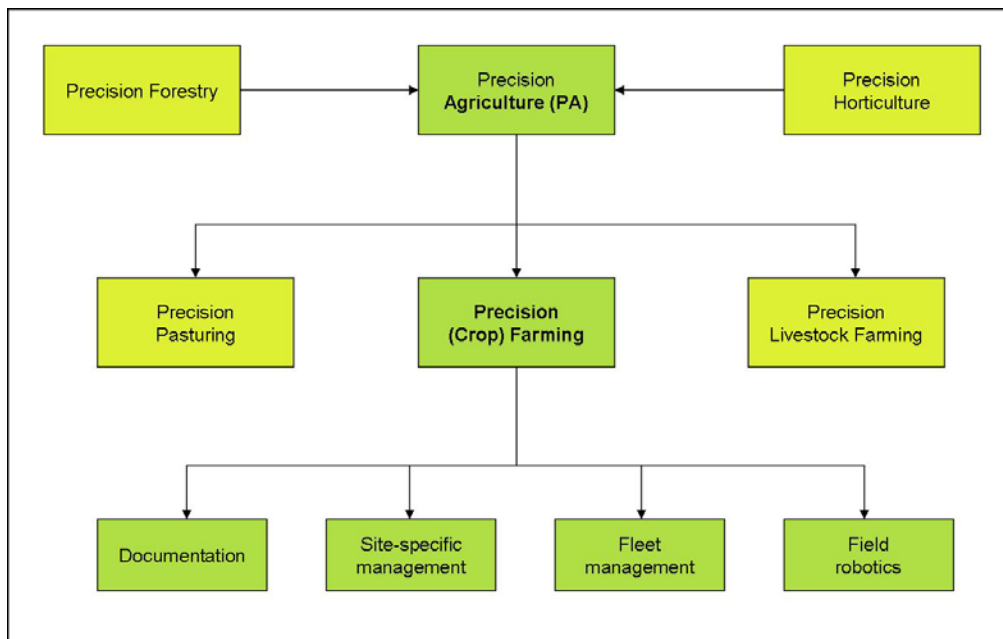 Precision Forestry
Precision
Agriculture (PA)
Precision
Horticulture
Precision
Pasturing
Precision
(Crop) Farming
Precision
Livestock Farming
Documentation
Site-specific
management
Fleet
management
Field
robotics